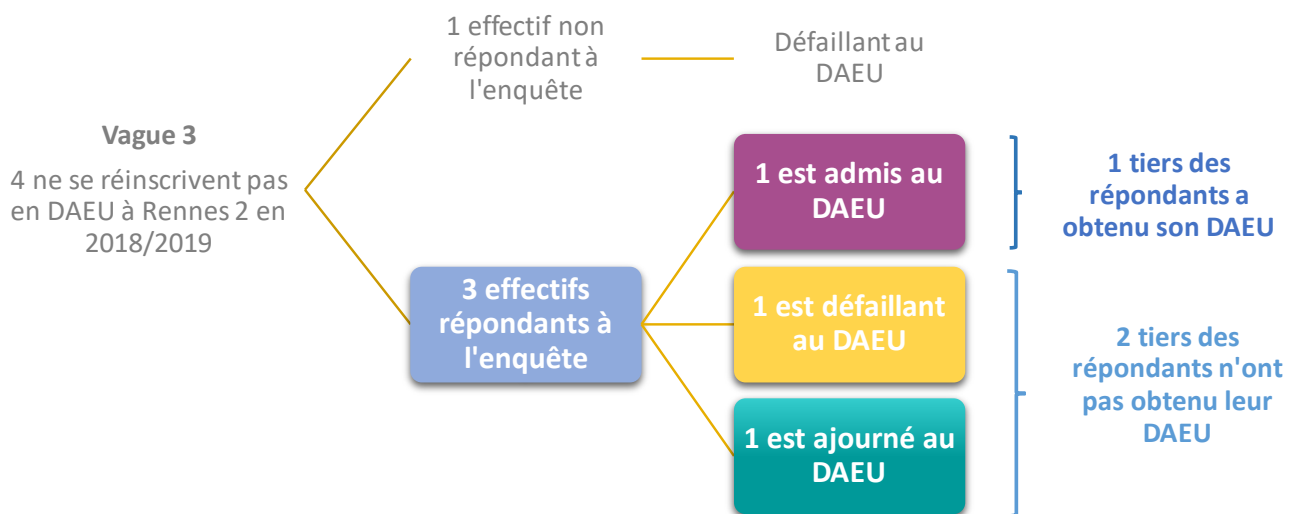 Vague 3
4 ne se réinscrivent pas
en DAEU à Rennes 2 en
2018/2019
1 effectif non
répondant à
l'enquête
Défaillant au
DAEU
3 effectifs
répondants à
l'enquête
1 est admis au
DAEU
1 est défaillant
au DAEU
1 est ajourné au
DAEU
1 tiers des
répondants a
obtenu son DAEU
2 tiers des
répondants n'ont
pas obtenu leur
DAEU